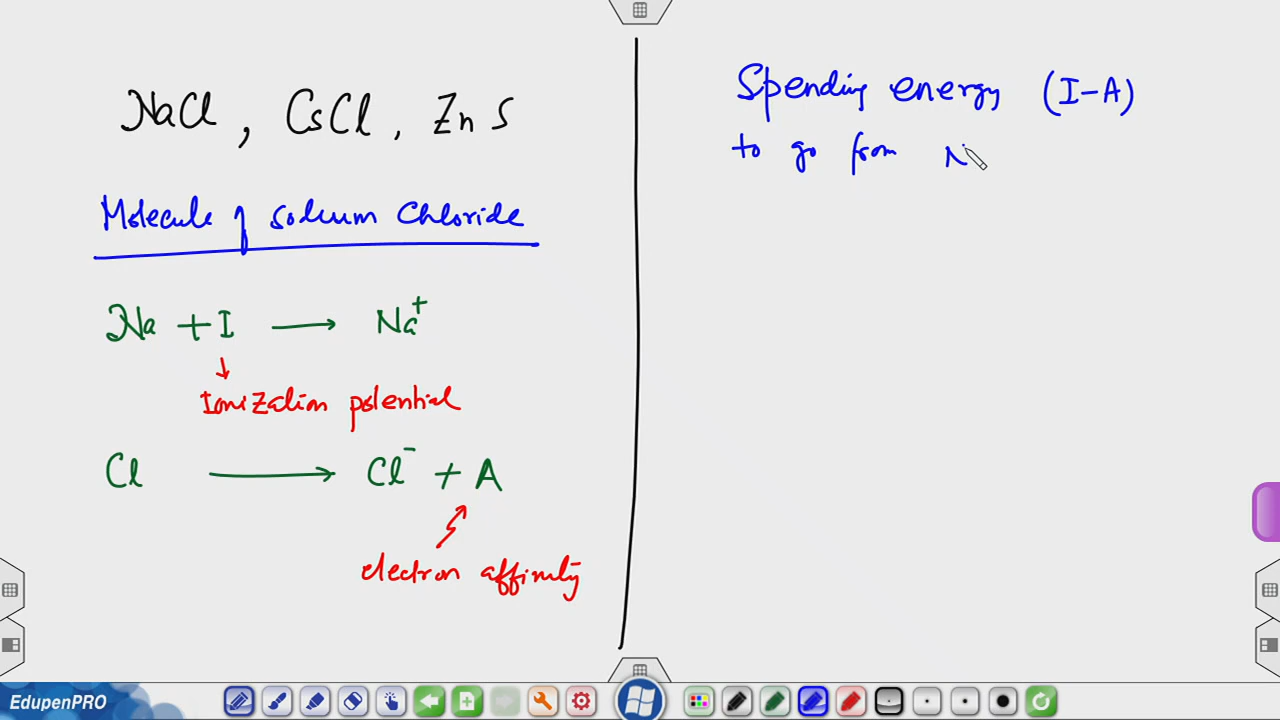 NaCl, CsCl, ZnS
Molecule of sodium Chloride
Na + I → Na⁺
↓
Ionization potential
Cl → Cl⁻ + A
electron affinity
Spending energy (I-A)
to go from N
EdupenPRO